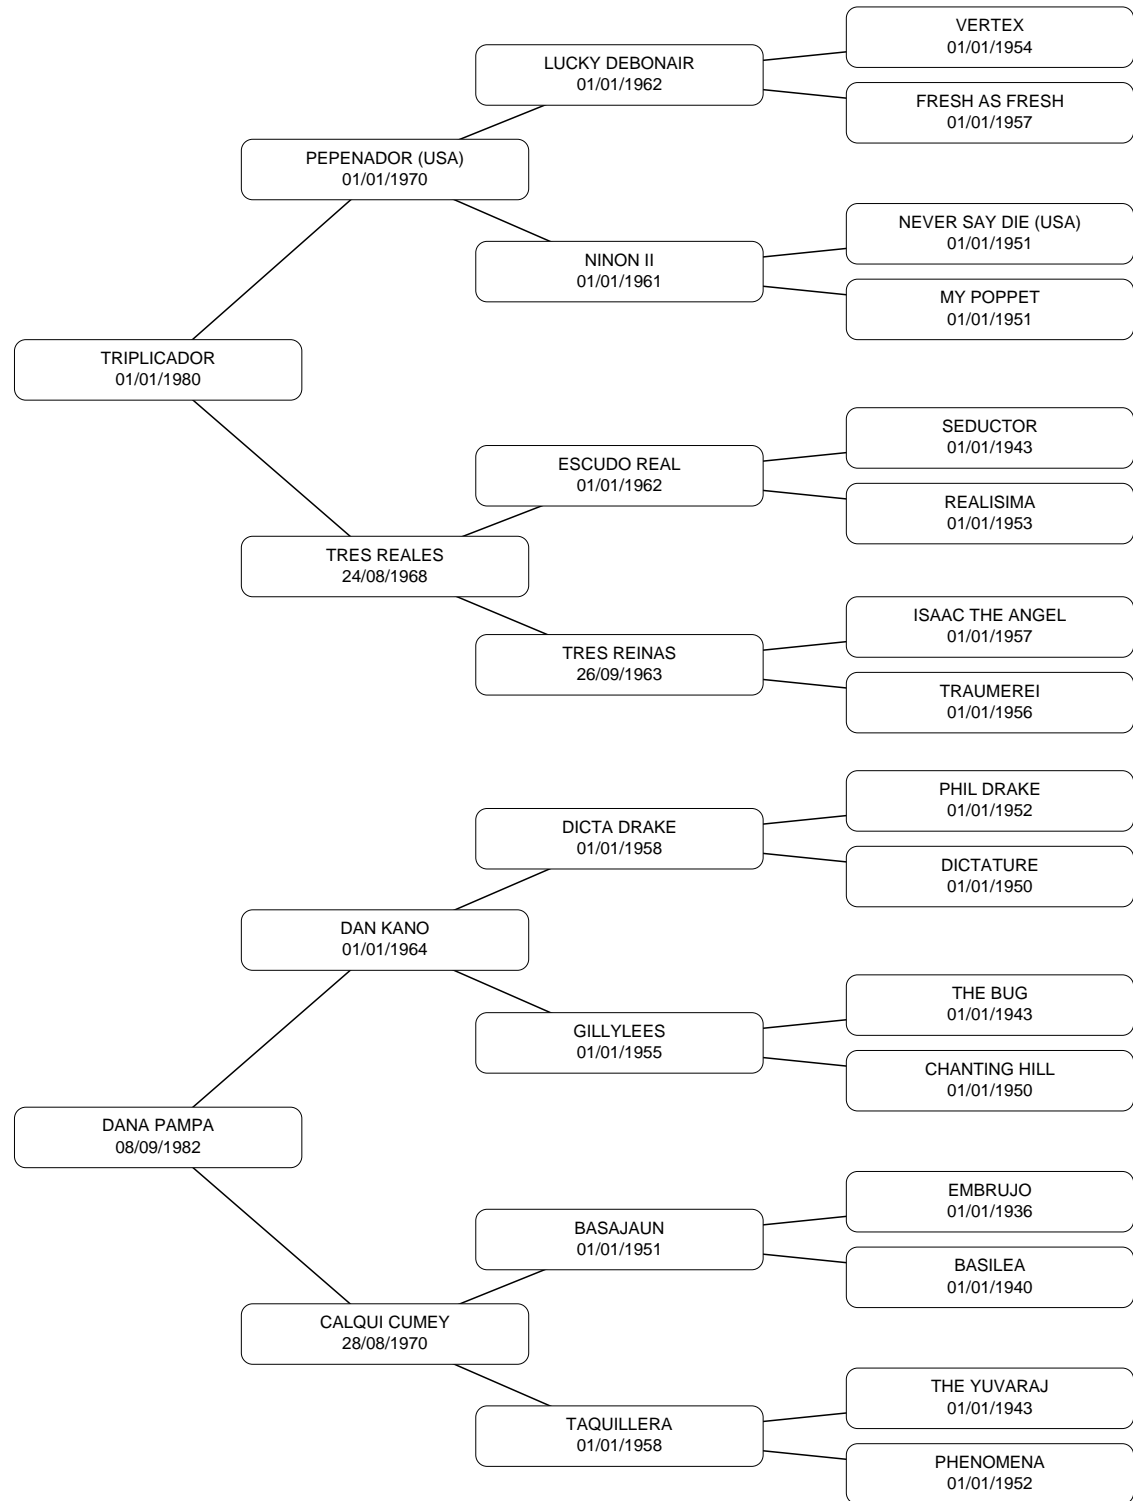 VERTEX
01/01/1954
LUCKY DEBONAIR
01/01/1962
FRESH AS FRESH
01/01/1957
PEPENADOR (USA)
01/01/1970
NEVER SAY DIE (USA)
01/01/1951
NINON II
01/01/1961
MY POPPET
01/01/1951
TRIPLICADOR
01/01/1980
SEDUCTOR
01/01/1943
ESCUDO REAL
01/01/1962
REALISIMA
01/01/1953
TRES REALES
24/08/1968
ISAAC THE ANGEL
01/01/1957
TRES REINAS
26/09/1963
TRAUMEREI
01/01/1956
PHIL DRAKE
01/01/1952
DICTA DRAKE
01/01/1958
DICTATURE
01/01/1950
DAN KANO
01/01/1964
THE BUG
01/01/1943
GILLYLEES
01/01/1955
CHANTING HILL
01/01/1950
DANA PAMPA
08/09/1982
EMBRUJO
01/01/1936
BASAJAUN
01/01/1951
BASILEA
01/01/1940
CALQUI CUMEY
28/08/1970
THE YUVARAJ
01/01/1943
TAQUILLERA
01/01/1958
PHENOMENA
01/01/1952